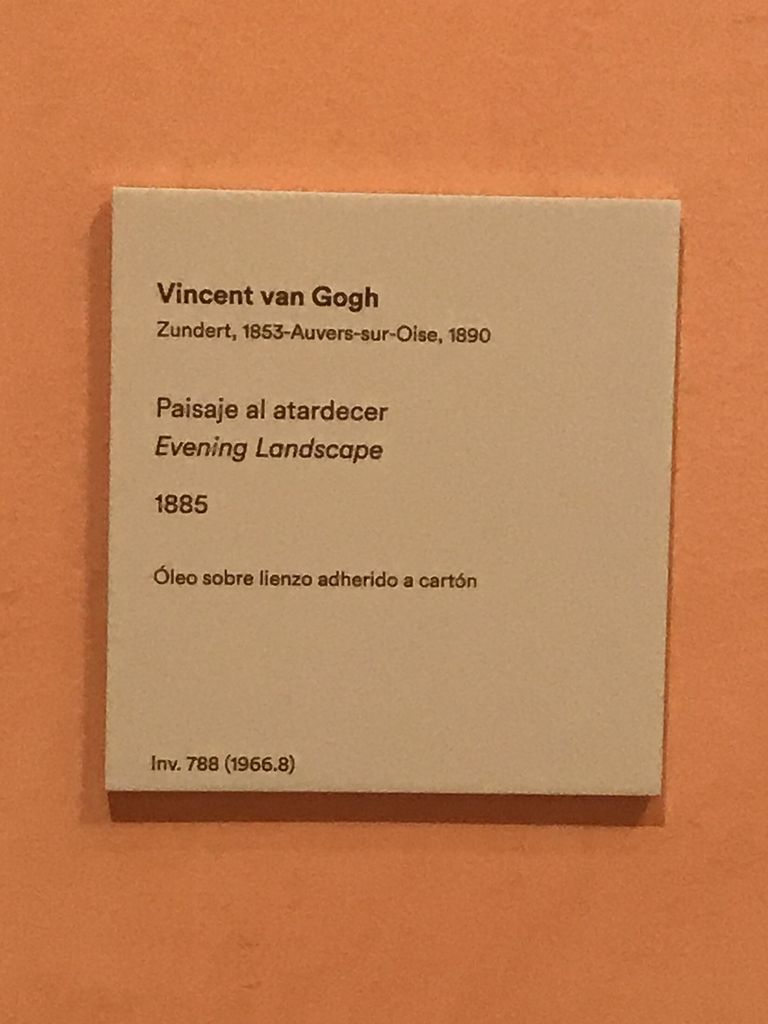 Vincent van Gogh
Zundert, 1853-Auvers-sur-Oise, 1890
Paisaje al atardecer
Evening Landscape
1885
Óleo sobre lienzo adherido a cartón
Inv. 788 (1966.8)